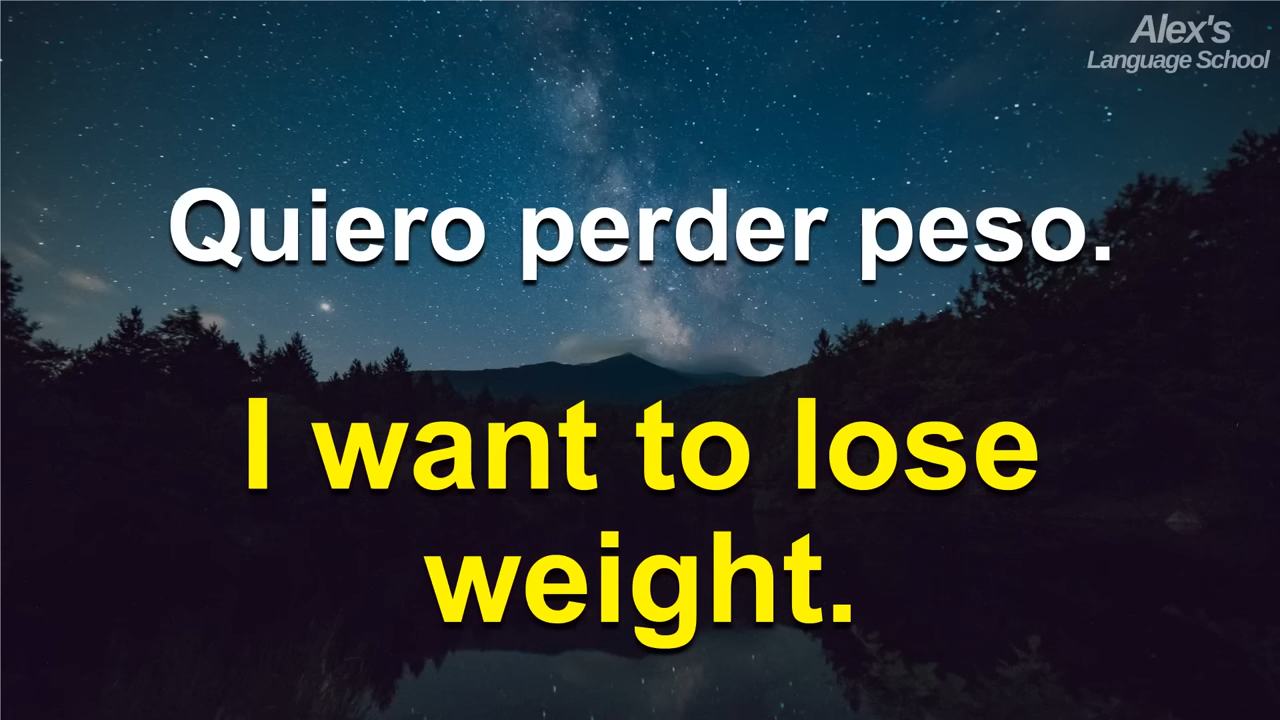 Alex's
Language School
Quiero perder peso.
I want to lose
weight.